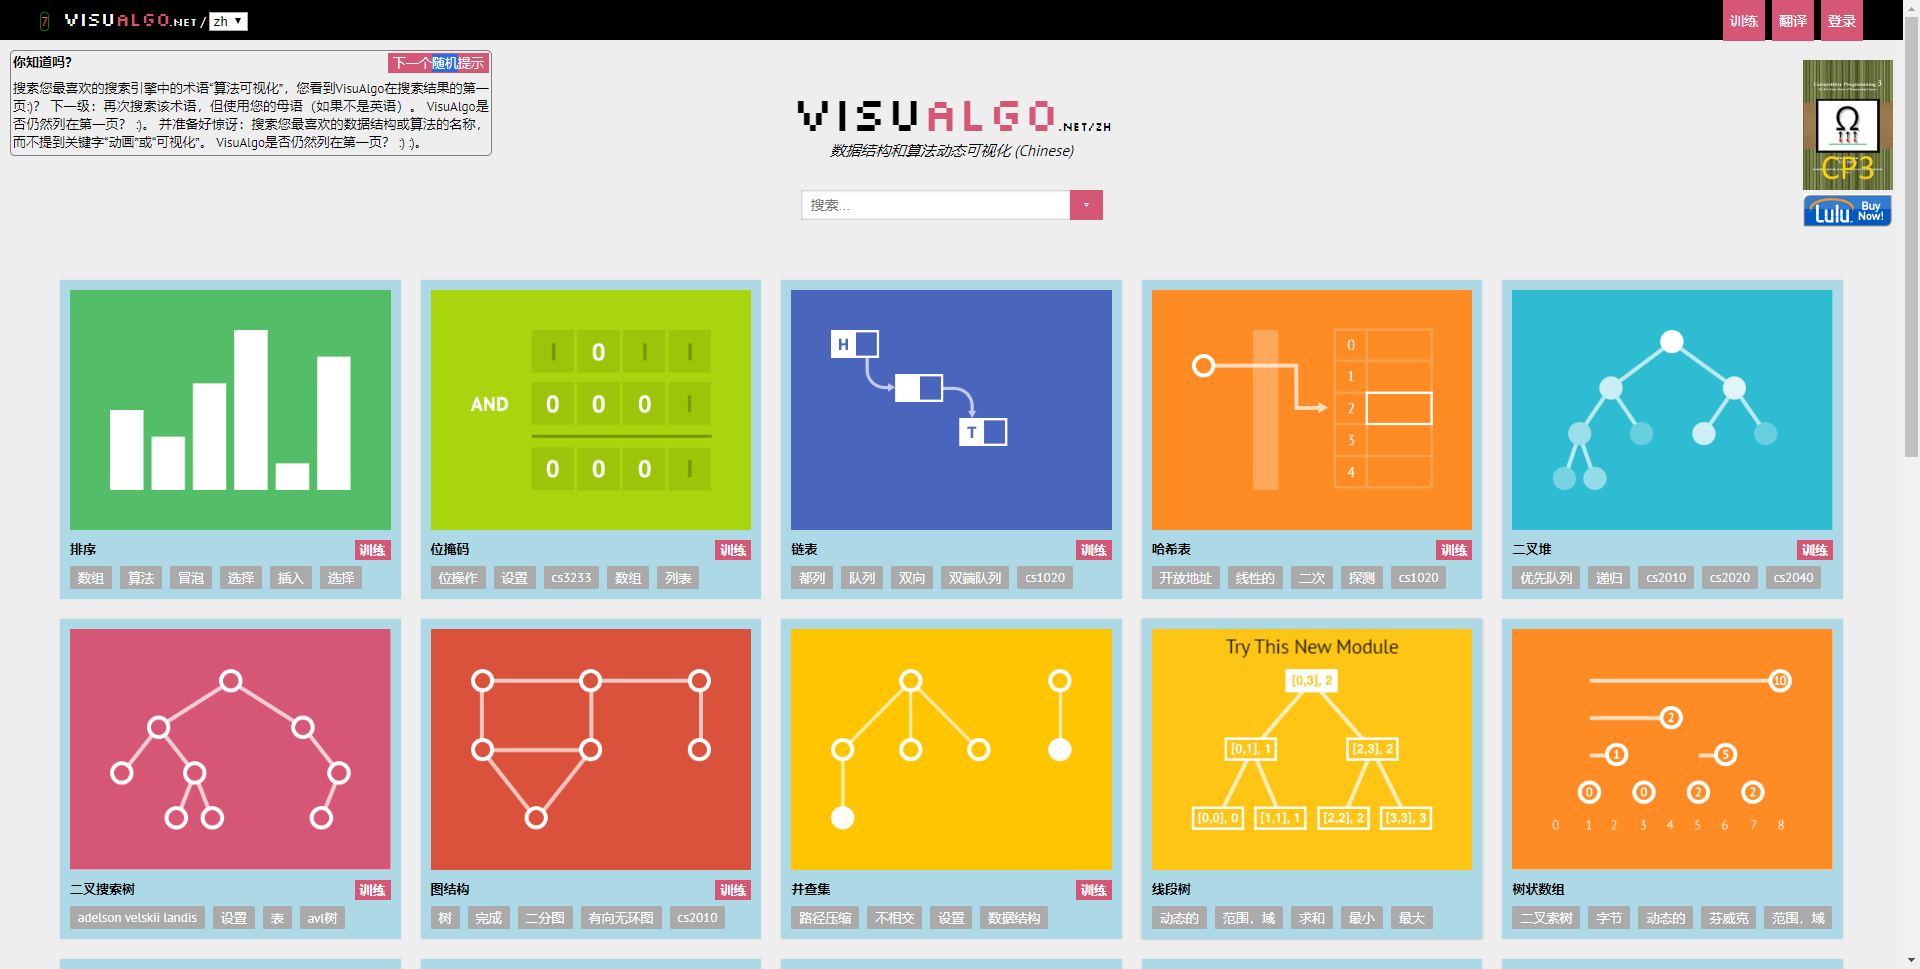 7 VISUALGO.NET / zh
训练 翻译 登录
你知道吗? 下一个随机提示
搜索您最喜欢的搜索引擎中的术语“算法可视化”，您看到VisuAlgo在搜索结果的第一
页:)？ 下一级：再次搜索该术语，但使用您的母语（如果不是英语）。 VisuAlgo是
否仍然列在第一页？ :)。 并准备好惊讶：搜索您最喜欢的数据结构或算法的名称，
而不提到关键字“动画”或“可视化”。 VisuAlgo是否仍然列在第一页？ :) :)。
VISUALGO.NET/ZH
数据结构和算法动态可视化 (Chinese)
搜索...
Competitive Programming 3
CP3
Lulu. Buy Now!
AND
I 0 I I
0 0 0 I
0 0 0 I
H
T
0
1
2
3
4
排序 训练
数组 算法 冒泡 选择 插入 选择
位掩码 训练
位操作 设置 cs3233 数组 列表
链表 训练
都列 队列 双向 双端队列 cs1020
哈希表 训练
开放地址 线性的 二次 探测 cs1020
二叉堆 训练
优先队列 递归 cs2010 cs2020 cs2040
Try This New Module
[0,3], 2
[0,1], 1 [2,3], 2
[0,0], 0 [1,1], 1 [2,2], 2 [3,3], 3
10
2
1 5
0 0 2 2
0 1 2 3 4 5 6 7 8
二叉搜索树 训练
adelson velskii landis 设置 表 avl树
图结构 训练
树 完成 二分图 有向无环图 cs2010
并查集 训练
路径压缩 不相交 设置 数据结构
线段树
动态的 范围，域 求和 最小 最大
树状数组
二叉索树 字节 动态的 芬威克 范围，域